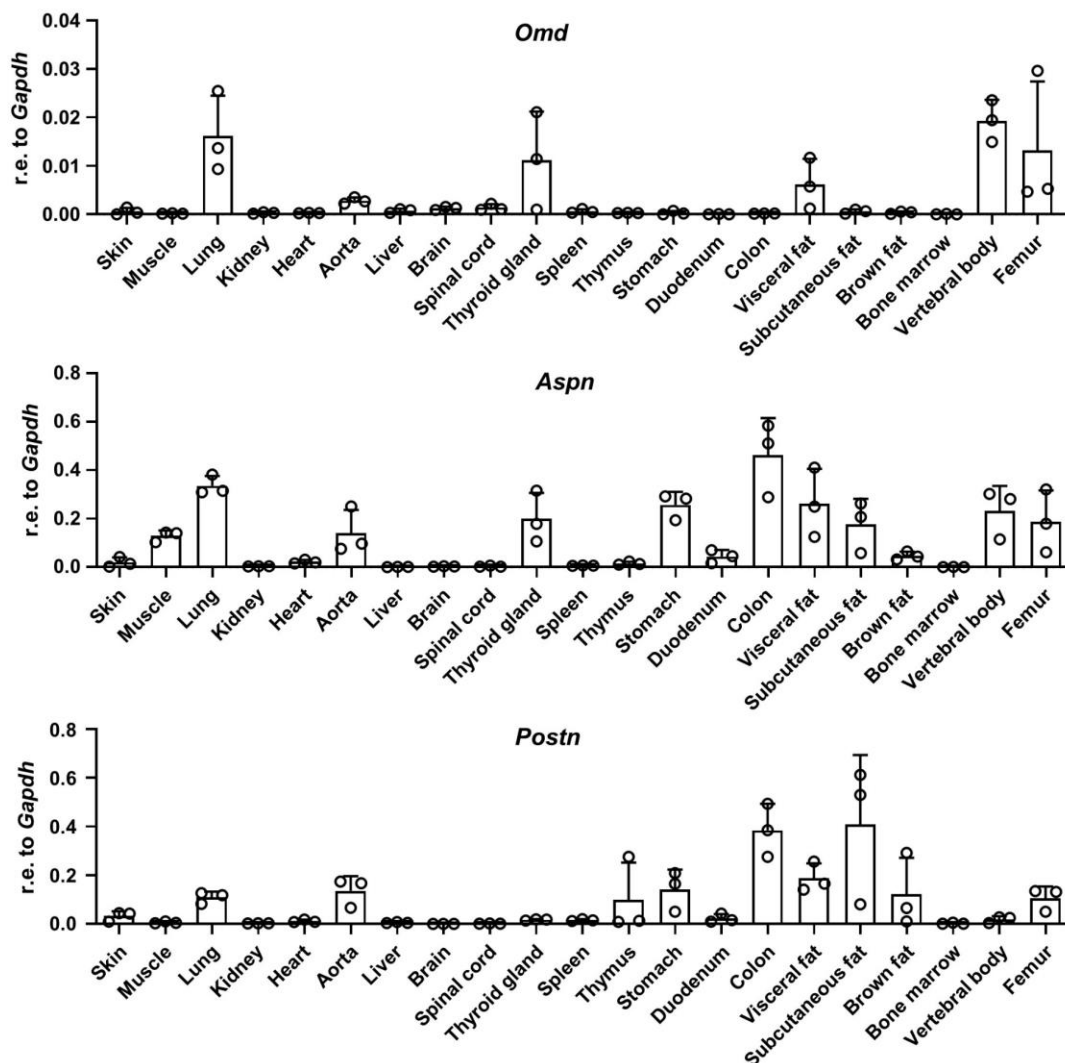 Omd
r.e. to Gapdh
0.04
0.03
0.02
0.01
0.00
Skin
Muscle
Lung
Kidney
Heart
Aorta
Liver
Brain
Spinal cord
Thyroid gland
Spleen
Thymus
Stomach
Duodenum
Colon
Visceral fat
Subcutaneous fat
Brown fat
Bone marrow
Vertebral body
Femur
Aspn
r.e. to Gapdh
0.8
0.6
0.4
0.2
0.0
Skin
Muscle
Lung
Kidney
Heart
Aorta
Liver
Brain
Spinal cord
Thyroid gland
Spleen
Thymus
Stomach
Duodenum
Colon
Visceral fat
Subcutaneous fat
Brown fat
Bone marrow
Vertebral body
Femur
Postn
r.e. to Gapdh
0.8
0.6
0.4
0.2
0.0
Skin
Muscle
Lung
Kidney
Heart
Aorta
Liver
Brain
Spinal cord
Thyroid gland
Spleen
Thymus
Stomach
Duodenum
Colon
Visceral fat
Subcutaneous fat
Brown fat
Bone marrow
Vertebral body
Femur